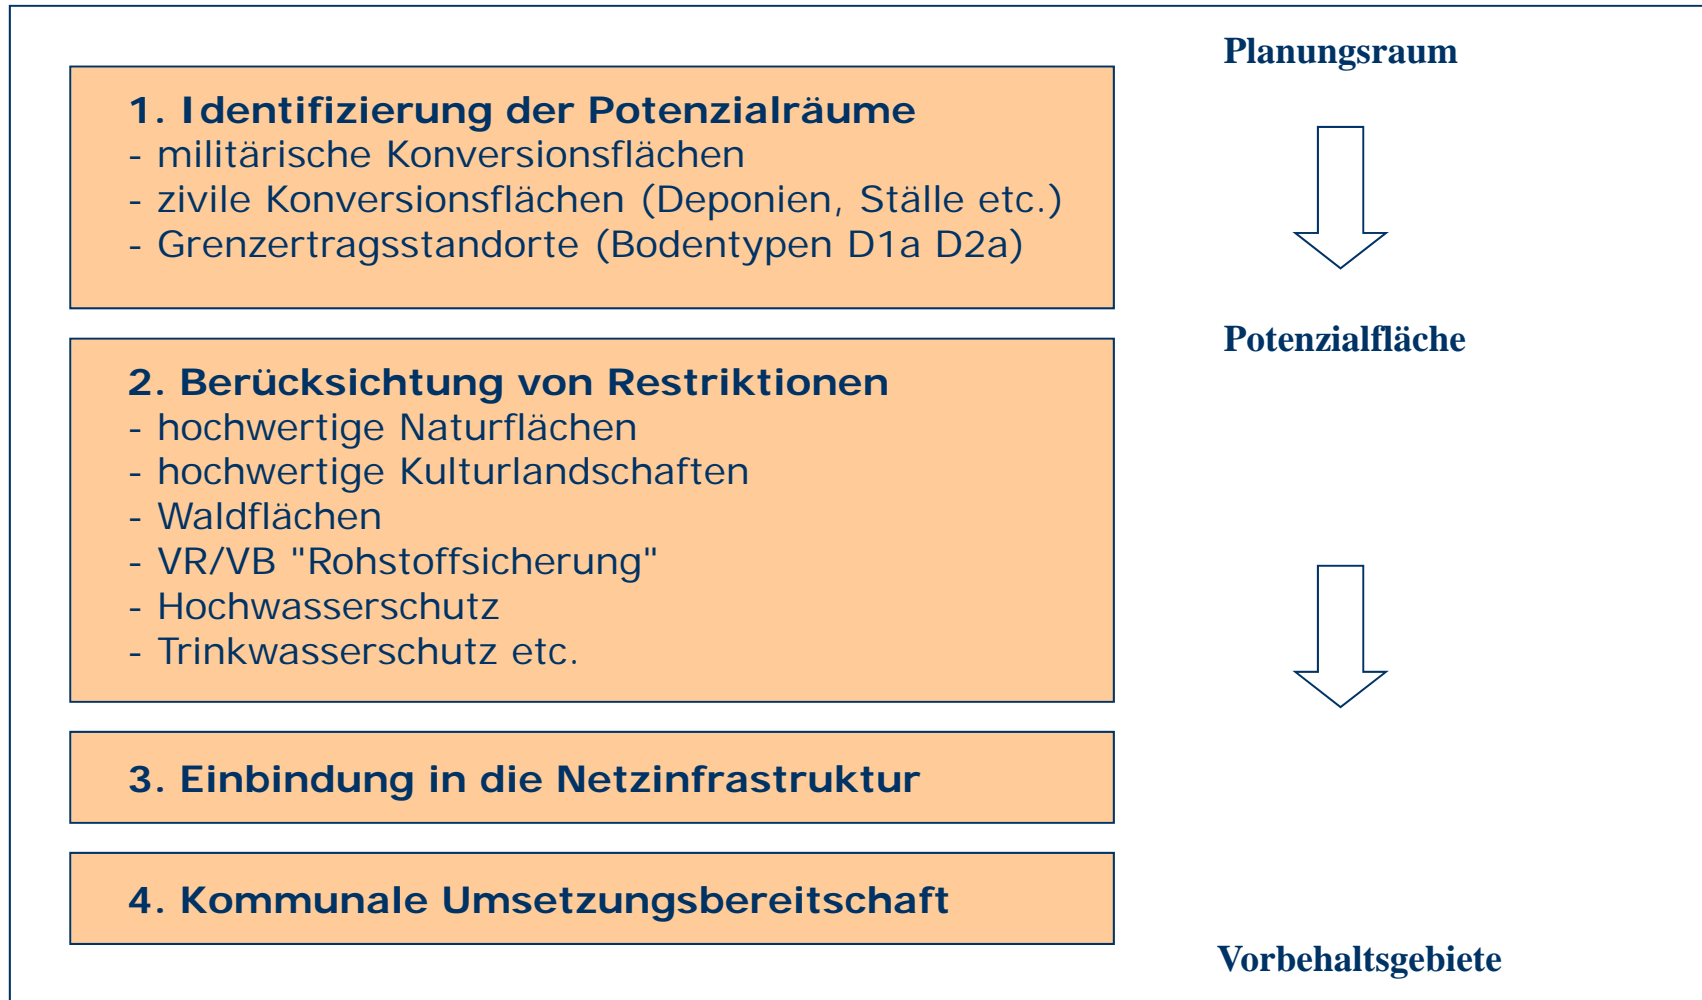 Planungsraum
1. Identifizierung der Potenzialräume
- militärische Konversionsflächen
- zivile Konversionsflächen (Deponien, Ställe etc.)
- Grenzertragsstandorte (Bodentypen D1a D2a)
Potenzialfläche
2. Berücksichtung von Restriktionen
- hochwertige Naturflächen
- hochwertige Kulturlandschaften
- Waldflächen
- VR/VB "Rohstoffsicherung"
- Hochwasserschutz
- Trinkwasserschutz etc.
3. Einbindung in die Netzinfrastruktur
4. Kommunale Umsetzungsbereitschaft
Vorbehaltsgebiete